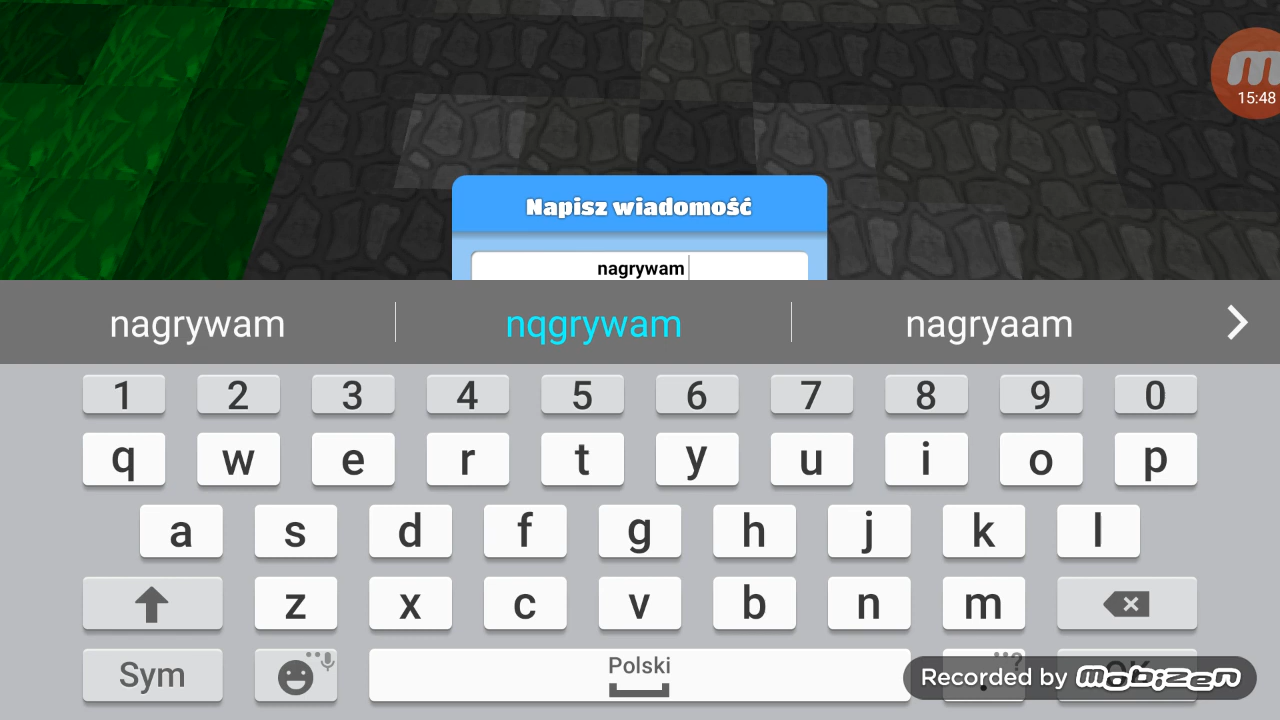 15:48
Napisz wiadomość
nagrywam
nagrywam nqgrywam nagryaam
1 2 3 4 5 6 7 8 9 0
q w e r t y u i o p
a s d f g h j k l
z x c v b n m
Sym Polski . ? OK
Recorded by mobizen